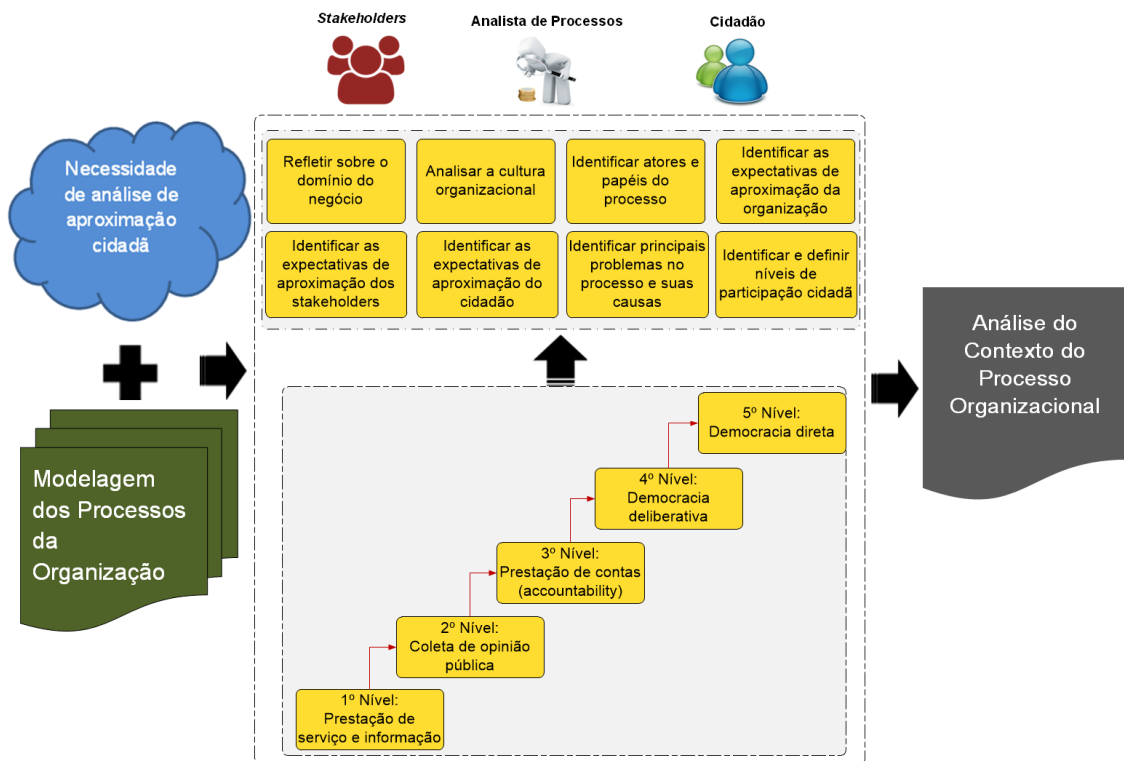 Stakeholders
Analista de Processos
Cidadão
Necessidade
de análise de
aproximação
cidadã
Refletir sobre o
domínio do
negócio
Analisar a cultura
organizacional
Identificar atores e
papéis do
processo
Identificar as
expectativas de
aproximação da
organização
Identificar as
expectativas de
aproximação dos
stakeholders
Identificar as
expectativas de
aproximação do
cidadão
Identificar principais
problemas no
processo e suas
causas
Identificar e definir
níveis de
participação cidadã
Modelagem
dos Processos
da
Organização
5º Nível:
Democracia direta
4º Nível:
Democracia
deliberativa
3º Nível:
Prestação de contas
(accountability)
2º Nível:
Coleta de opinião
pública
1º Nível:
Prestação de
serviço e informação
Análise do
Contexto do
Processo
Organizacional